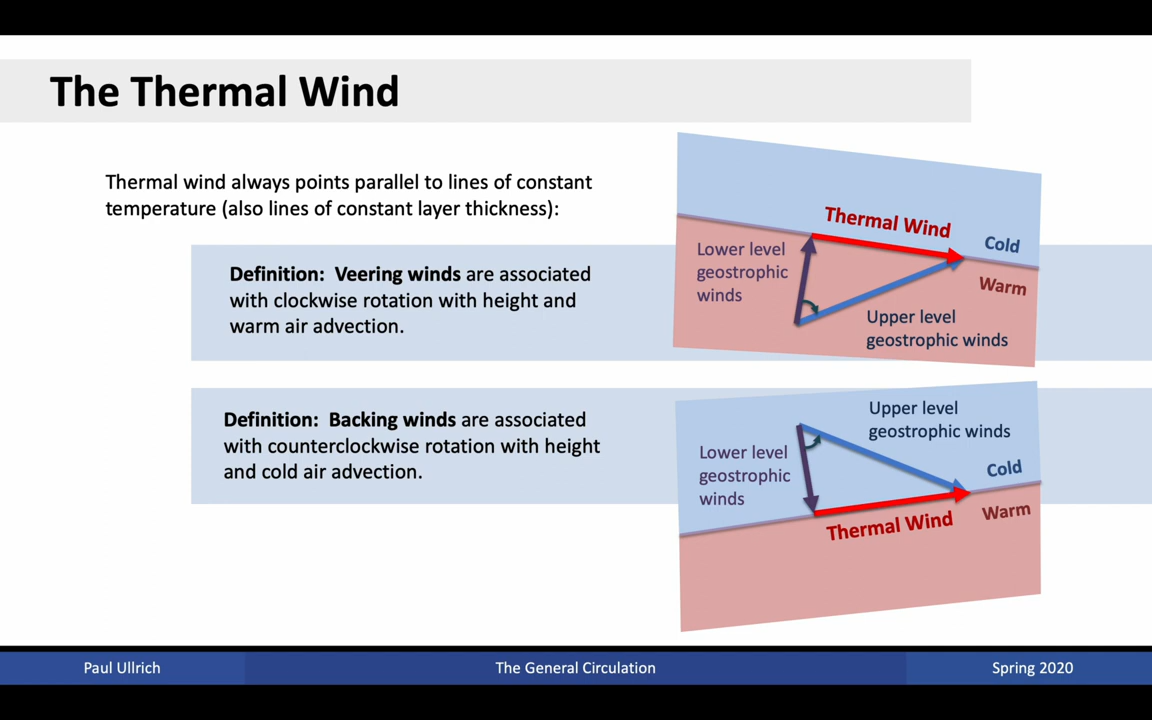 The Thermal Wind
Thermal wind always points parallel to lines of constant
temperature (also lines of constant layer thickness):
Definition: Veering winds are associated
with clockwise rotation with height and
warm air advection.
Thermal Wind
Cold
Lower level
geostrophic
winds
Warm
Upper level
geostrophic winds
Definition: Backing winds are associated
with counterclockwise rotation with height
and cold air advection.
Upper level
geostrophic winds
Lower level
geostrophic
winds
Cold
Warm
Thermal Wind
Paul Ullrich
The General Circulation
Spring 2020